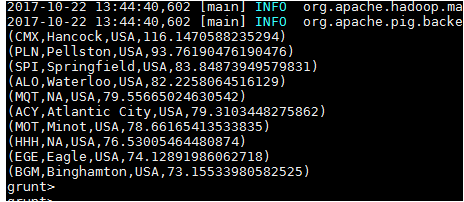 2017-10-22 13:44:40,602 [main] INFO org.apache.hadoop.ma
2017-10-22 13:44:40,602 [main] INFO org.apache.pig.backe
(CMX,Hancock,USA,116.1470588235294)
(PLN,Pellston,USA,93.76190476190476)
(SPI,Springfield,USA,83.84873949579831)
(ALO,Waterloo,USA,82.2258064516129)
(MQT,NA,USA,79.55665024630542)
(ACY,Atlantic City,USA,79.3103448275862)
(MOT,Minot,USA,78.66165413533835)
(HHH,NA,USA,76.53005464480874)
(EGE,Eagle,USA,74.12891986062718)
(BGM,Binghamton,USA,73.15533980582525)
grunt>
grunt>